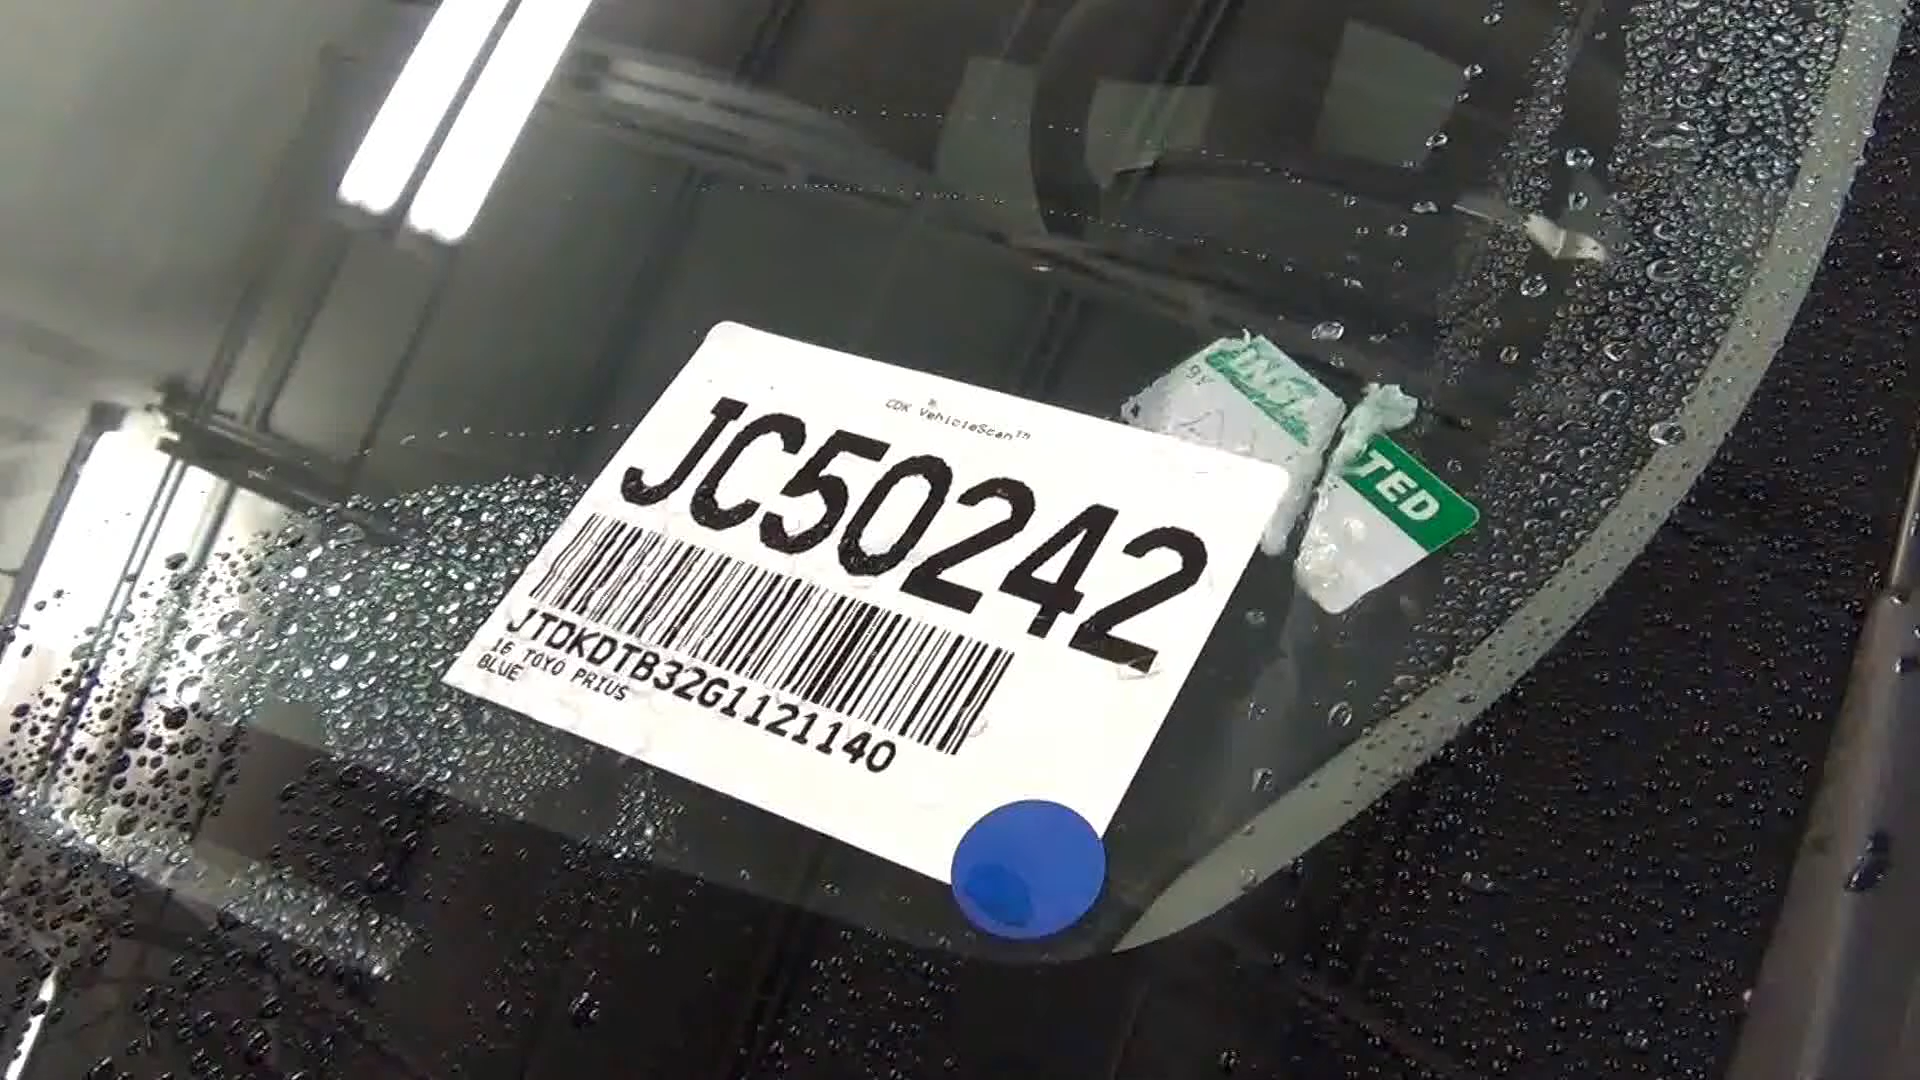 CDK VehicleScan™
JC50242
JTDKDTB32G1121140
16 TOYO PRIUS
BLUE
TED